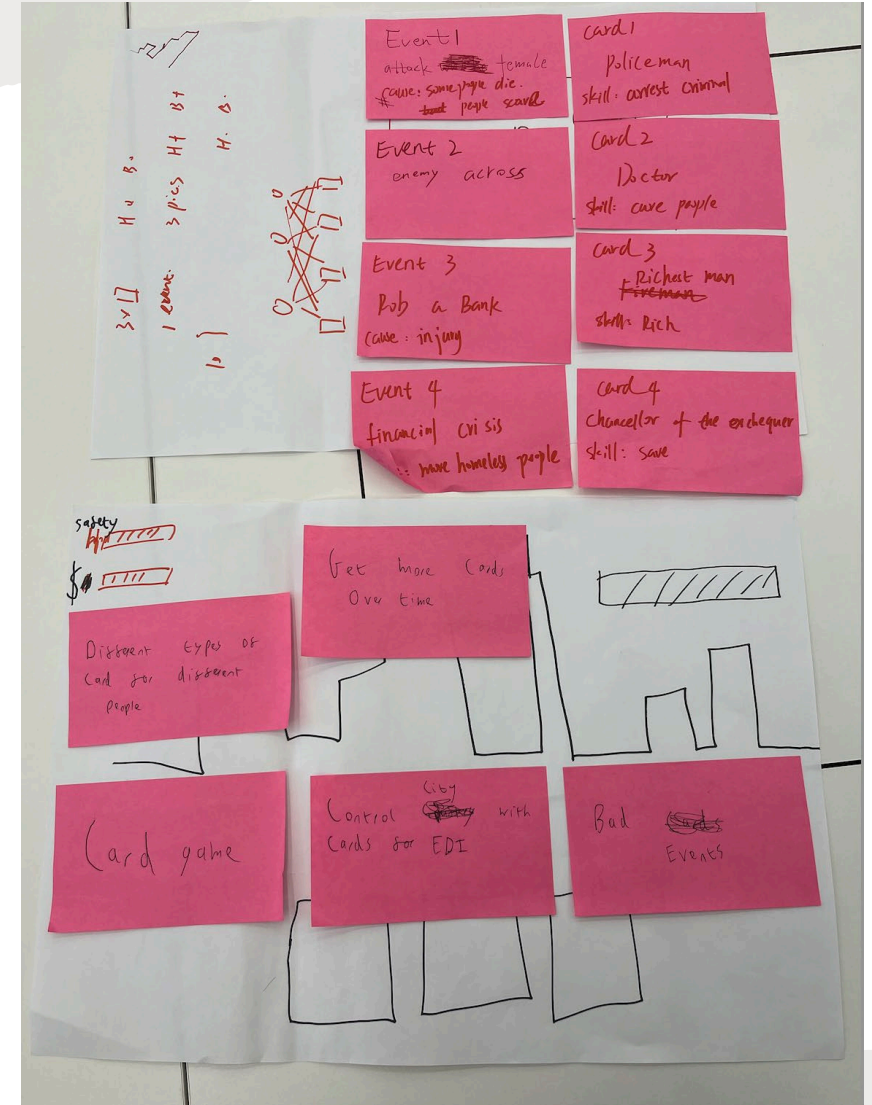 Event 1
attack female
cause: some people die.
people scared
Card 1
Policeman
skill: arrest criminal
Event 2
enemy across
Card 2
Doctor
skill: cure people
Event 3
Rob a Bank
cause: injury
Card 3
Richest man
skill: Rich
Event 4
financial crisis
more homeless people
Card 4
chancellor of the exchequer
skill: save
1 event. 3 pics H+ B+
H. B.
safety
$
Get more Cards
Over time
Different types of
Card for different
people
Card game
City
Control with
Cards for EDI
Bad
Events